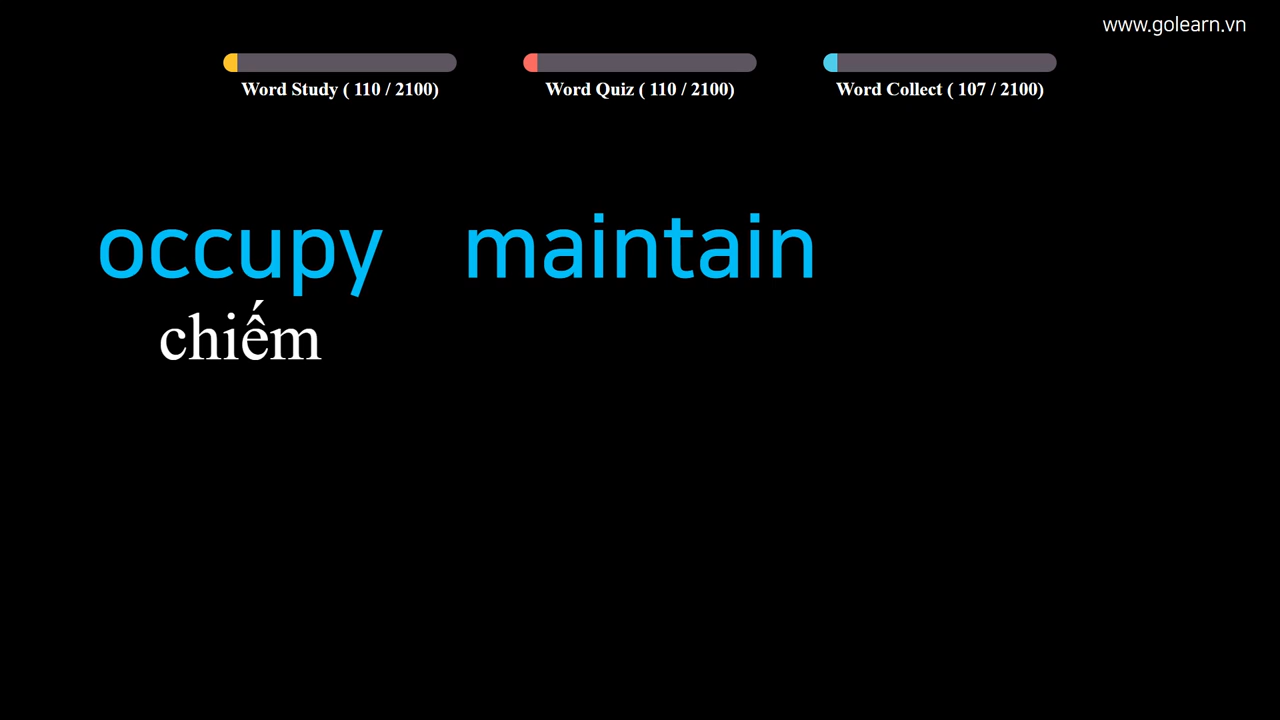 www.golearn.vn
Word Study ( 110 / 2100)
Word Quiz ( 110 / 2100)
Word Collect ( 107 / 2100)
occupy maintain
chiếm